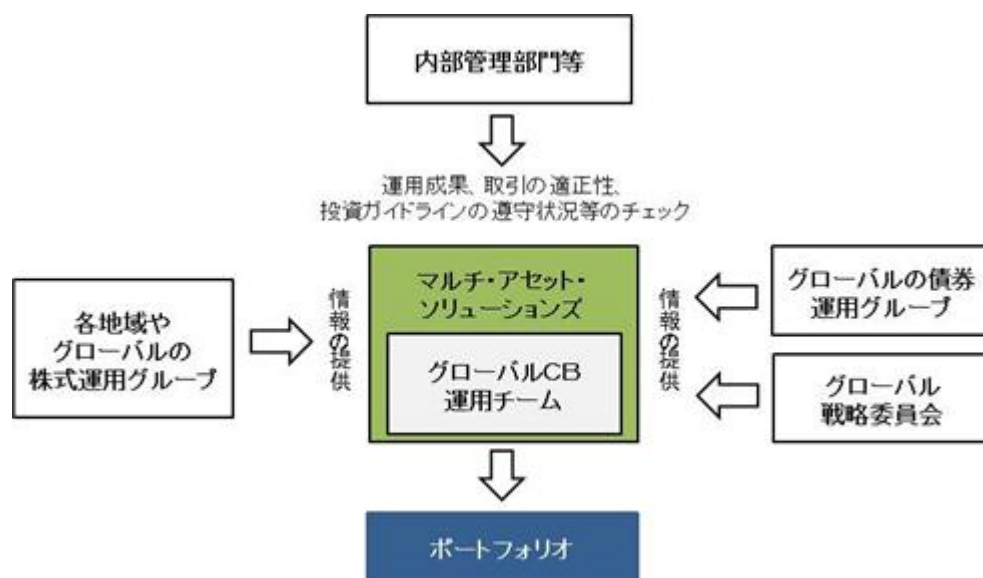 内部管理部門等
運用成果、取引の適正性、
投資ガイドラインの遵守状況等のチェック
各地域や
グローバルの
株式運用グループ
情報の提供
マルチ・アセット・
ソリューションズ
グローバルCB
運用チーム
情報の提供
グローバルの債券
運用グループ
グローバル
戦略委員会
ポートフォリオ